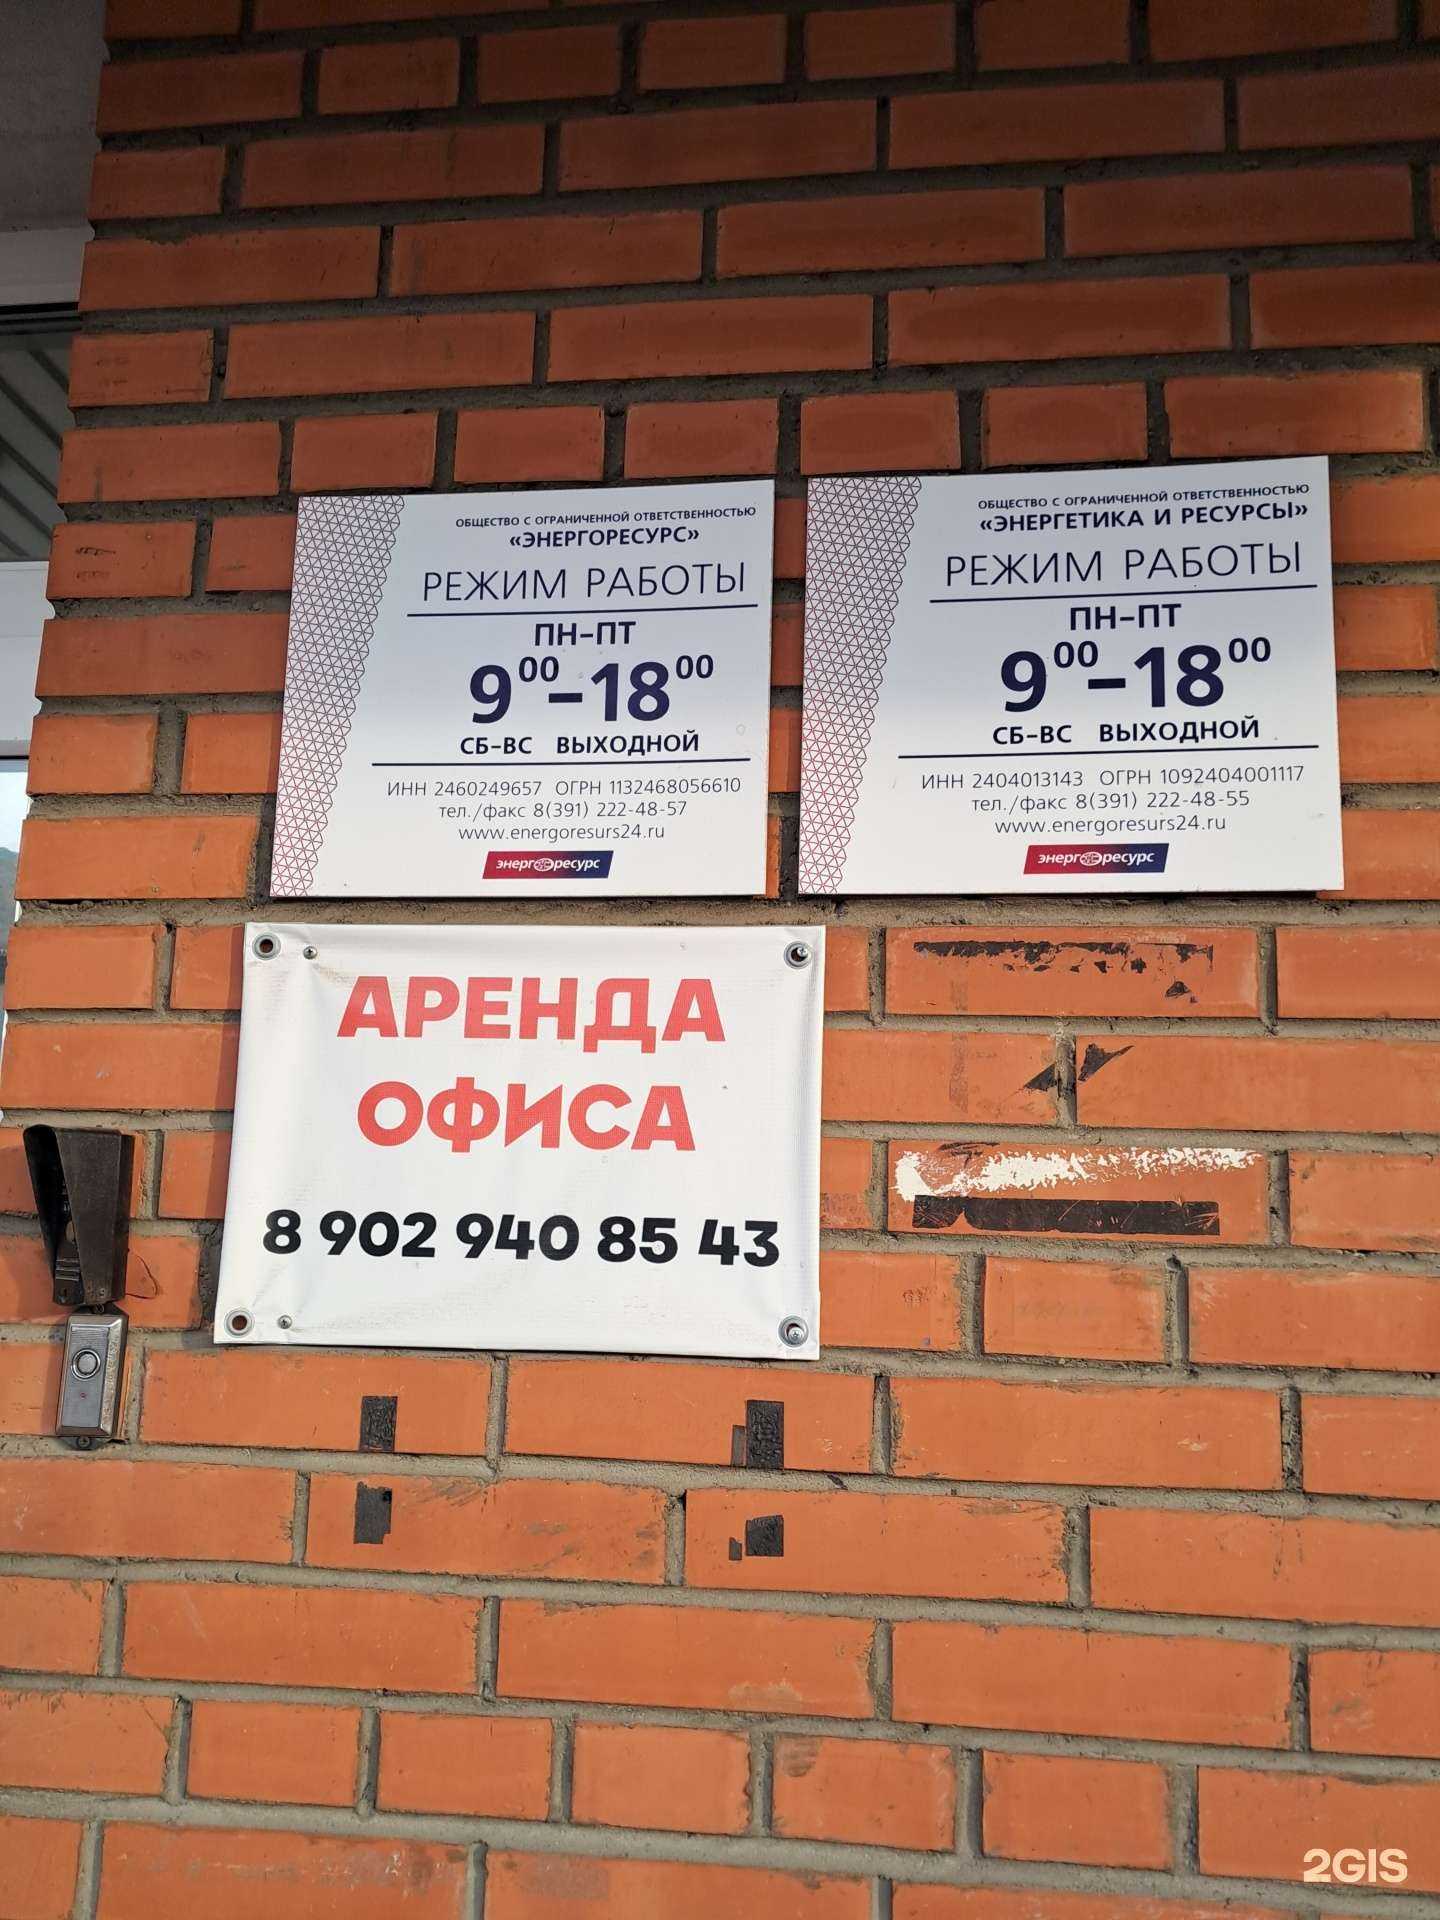 ОБЩЕСТВО С ОГРАНИЧЕННОЙ ОТВЕТСТВЕННОСТЬЮ
«ЭНЕРГОРЕСУРС»
РЕЖИМ РАБОТЫ
ПН-ПТ
9⁰⁰-18⁰⁰
СБ-ВС ВЫХОДНОЙ
ИНН 2460249657 ОГРН 1132468056610
тел./факс 8(391) 222-48-57
www.energoresurs24.ru
энергоресурс
ОБЩЕСТВО С ОГРАНИЧЕННОЙ ОТВЕТСТВЕННОСТЬЮ
«ЭНЕРГЕТИКА И РЕСУРСЫ»
РЕЖИМ РАБОТЫ
ПН-ПТ
9⁰⁰-18⁰⁰
СБ-ВС ВЫХОДНОЙ
ИНН 2404013143 ОГРН 1092404001117
тел./факс 8(391) 222-48-55
www.energoresurs24.ru
энергоресурс
АРЕНДА
ОФИСА
8 902 940 85 43
2GIS